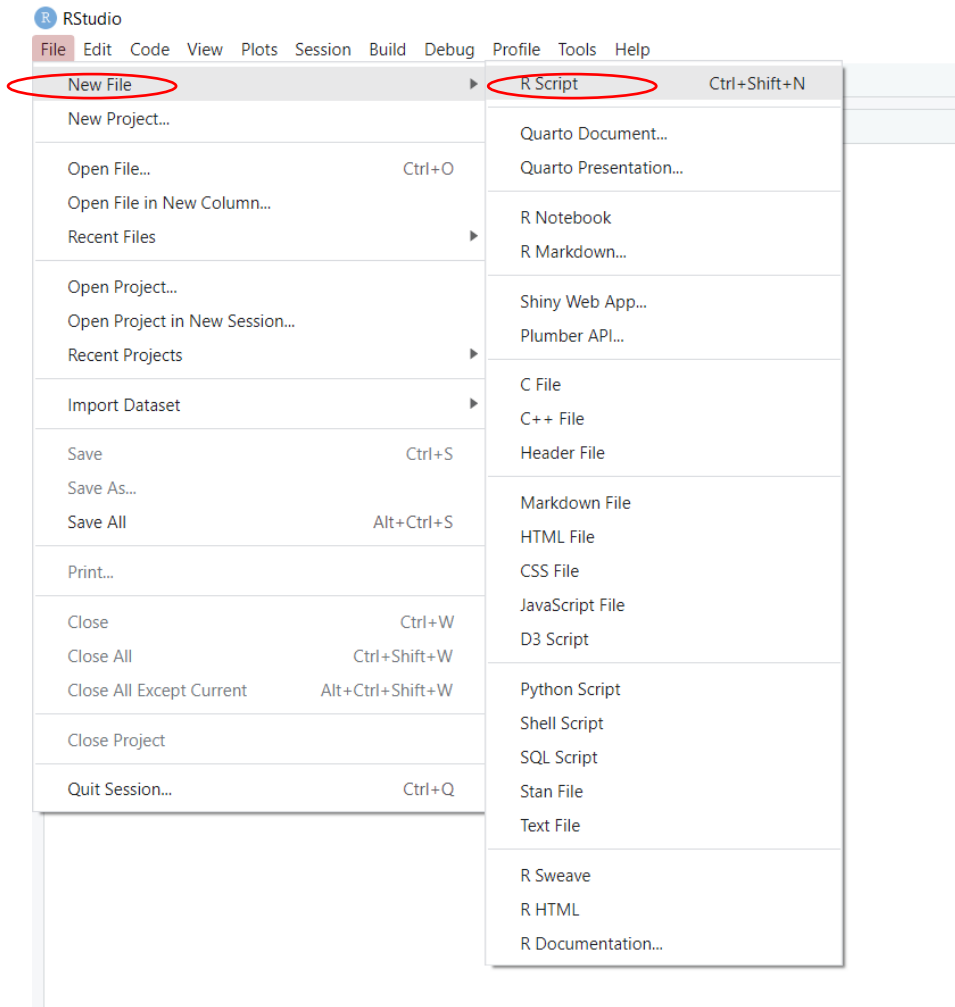 R RStudio
File Edit Code View Plots Session Build Debug Profile Tools Help
New File
New Project...
Open File... Ctrl+O
Open File in New Column...
Recent Files
Open Project...
Open Project in New Session...
Recent Projects
Import Dataset
Save Ctrl+S
Save As...
Save All Alt+Ctrl+S
Print...
Close Ctrl+W
Close All Ctrl+Shift+W
Close All Except Current Alt+Ctrl+Shift+W
Close Project
Quit Session... Ctrl+Q
R Script Ctrl+Shift+N
Quarto Document...
Quarto Presentation...
R Notebook
R Markdown...
Shiny Web App...
Plumber API...
C File
C++ File
Header File
Markdown File
HTML File
CSS File
JavaScript File
D3 Script
Python Script
Shell Script
SQL Script
Stan File
Text File
R Sweave
R HTML
R Documentation...